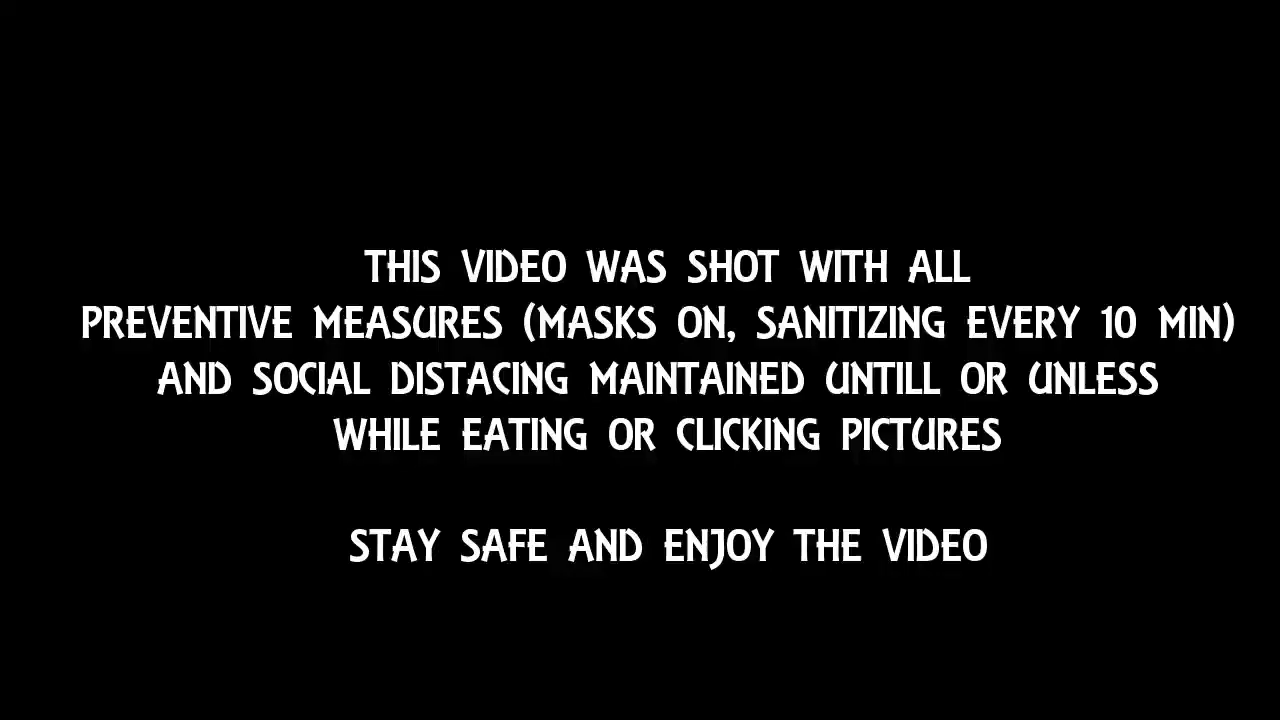 THIS VIDEO WAS SHOT WITH ALL
PREVENTIVE MEASURES (MASKS ON, SANITIZING EVERY 10 MIN)
AND SOCIAL DISTACING MAINTAINED UNTILL OR UNLESS
WHILE EATING OR CLICKING PICTURES
STAY SAFE AND ENJOY THE VIDEO